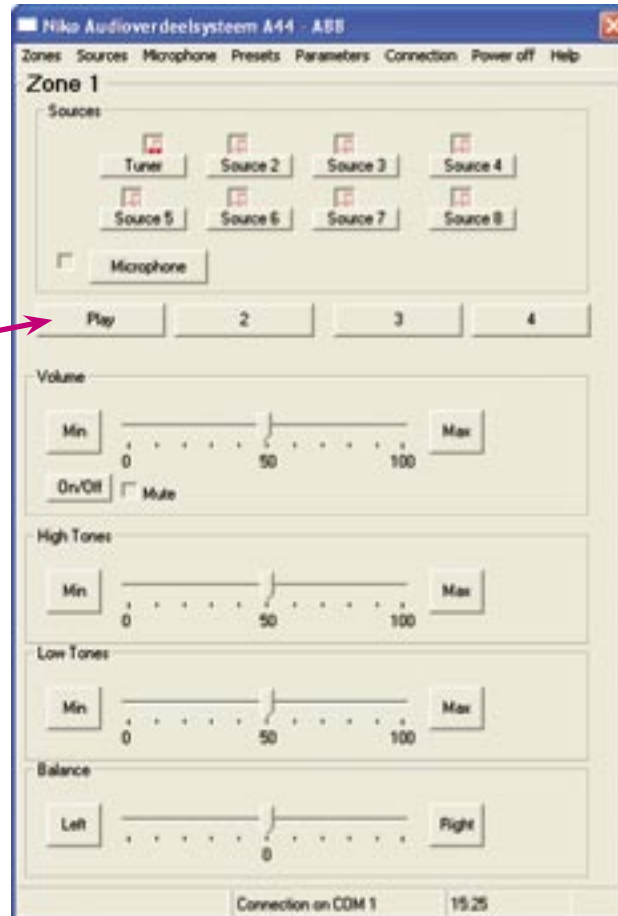 Niko Audioverdeelsysteem A44 - A88
Zones Sources Microphone Presets Parameters Connection Power off Help
Zone 1
Sources
Tuner Source 2 Source 3 Source 4
Source 5 Source 6 Source 7 Source 8
Microphone
Play 2 3 4
Volume
Min Max
0 50 100
On/Off Mute
High Tones
Min Max
0 50 100
Low Tones
Min Max
0 50 100
Balance
Left Right
0
Connection on COM 1 15:25